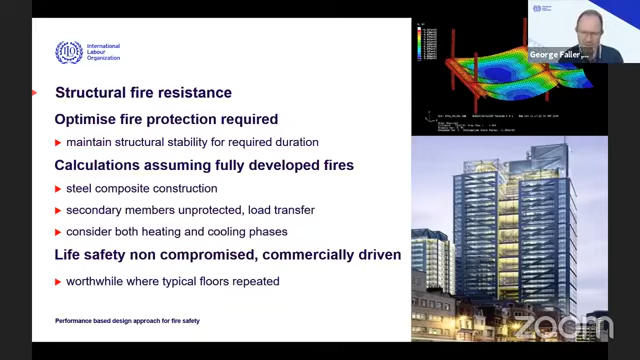 International
Labour
Organization
Structural fire resistance
Optimise fire protection required
maintain structural stability for required duration
Calculations assuming fully developed fires
steel composite construction
secondary members unprotected, load transfer
consider both heating and cooling phases
Life safety non compromised, commercially driven
worthwhile where typical floors repeated
Performance based design approach for fire safety
George Faller
zoom